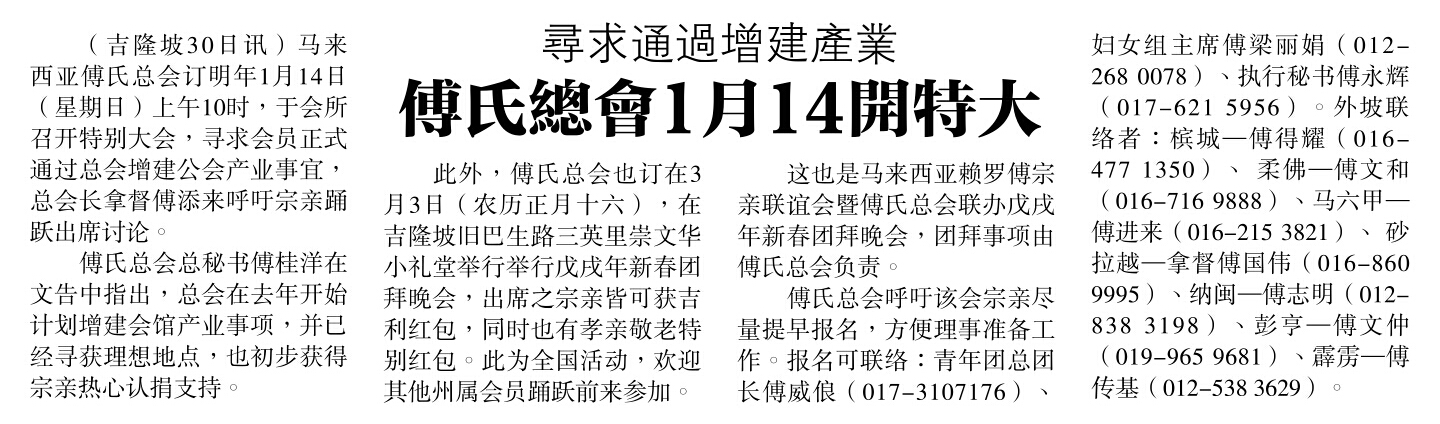 尋求通過增建產業
傅氏總會1月14開特大
（吉隆坡30日讯）马来
西亚傅氏总会订明年1月14日
（星期日）上午10时，于会所
召开特别大会，寻求会员正式
通过总会增建公会产业事宜，
总会长拿督傅添来呼吁宗亲踊
跃出席讨论。
傅氏总会总秘书傅桂洋在
文告中指出，总会在去年开始
计划增建会馆产业事项，并已
经寻获理想地点，也初步获得
宗亲热心认捐支持。
此外，傅氏总会也订在3
月3日（农历正月十六），在
吉隆坡旧巴生路三英里崇文华
小礼堂举行举行戊戌年新春团
拜晚会，出席之宗亲皆可获吉
利红包，同时也有孝亲敬老特
别红包。此为全国活动，欢迎
其他州属会员踊跃前来参加。
这也是马来西亚赖罗傅宗
亲联谊会暨傅氏总会联办戊戌
年新春团拜晚会，团拜事项由
傅氏总会负责。
傅氏总会呼吁该会宗亲尽
量提早报名，方便理事准备工
作。报名可联络：青年团总团
长傅威俍（017-3107176）、
妇女组主席傅梁丽娟（012-
268 0078）、执行秘书傅永辉
（017-621 5956）。外坡联
络者：槟城—傅得耀（016-
477 1350）、 柔佛—傅文和
（016-716 9888）、马六甲—
傅进来（016-215 3821）、 砂
拉越—拿督傅国伟（016-860
9995）、纳闽—傅志明（012-
838 3198）、彭亨—傅文仲
（019-965 9681）、霹雳—傅
传基（012-538 3629）。